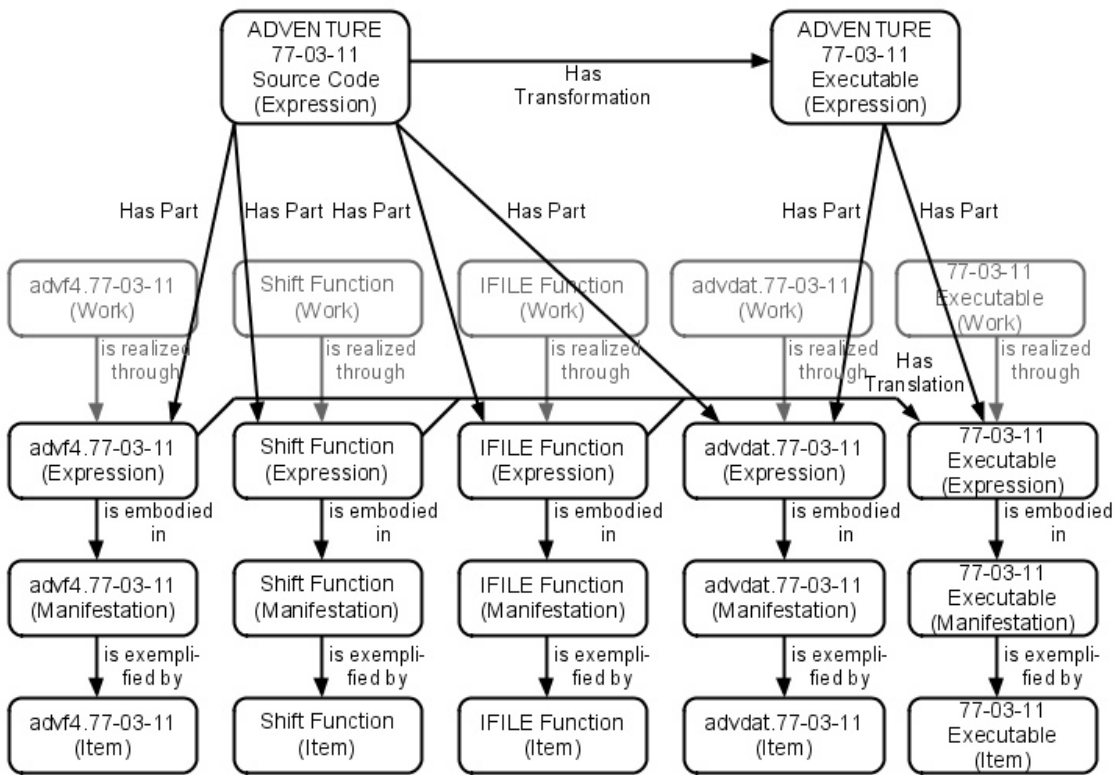 ADVENTURE
77-03-11
Source Code
(Expression)
ADVENTURE
77-03-11
Executable
(Expression)
Has
Transformation
Has Part
Has Part
Has Part
Has Part
Has Part
Has Part
advf4.77-03-11
(Work)
Shift Function
(Work)
IFILE Function
(Work)
advdat.77-03-11
(Work)
77-03-11
Executable
(Work)
is realized
through
is realized
through
is realized
through
is realized
through
Has
Translation
is realized
through
advf4.77-03-11
(Expression)
Shift Function
(Expression)
IFILE Function
(Expression)
advdat.77-03-11
(Expression)
77-03-11
Executable
(Expression)
is embodied
in
is embodied
in
is embodied
in
is embodied
in
is embodied
in
advf4.77-03-11
(Manifestation)
Shift Function
(Manifestation)
IFILE Function
(Manifestation)
advdat.77-03-11
(Manifestation)
77-03-11
Executable
(Manifestation)
is exempli-
fied by
is exempli-
fied by
is exempli-
fied by
is exempli-
fied by
is exempli-
fied by
advf4.77-03-11
(Item)
Shift Function
(Item)
IFILE Function
(Item)
advdat.77-03-11
(Item)
77-03-11
Executable
(Item)